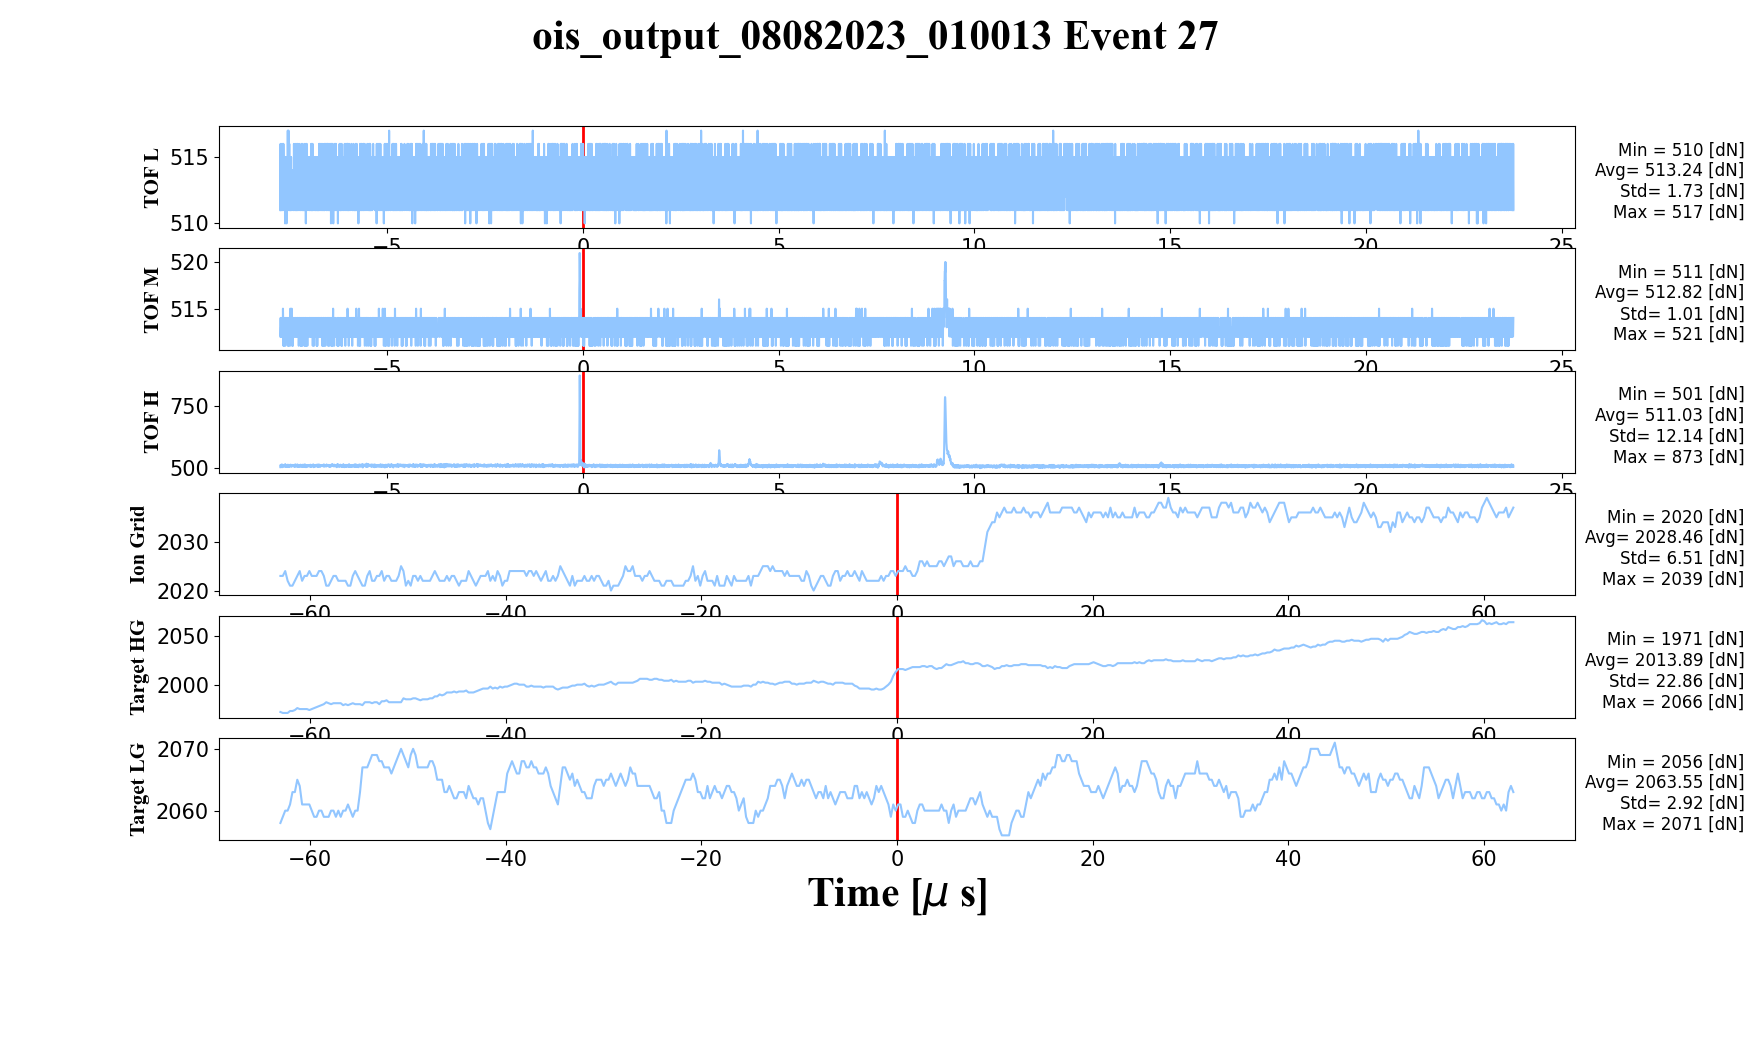 ois_output_08082023_010013 Event 27
TOF L
515
510
Min = 510 [dN]
Avg= 513.24 [dN]
Std= 1.73 [dN]
Max = 517 [dN]
−5 0 5 10 15 20 25
TOF M
520
515
Min = 511 [dN]
Avg= 512.82 [dN]
Std= 1.01 [dN]
Max = 521 [dN]
−5 0 5 10 15 20 25
TOF H
750
500
Min = 501 [dN]
Avg= 511.03 [dN]
Std= 12.14 [dN]
Max = 873 [dN]
−5 0 5 10 15 20 25
Ion Grid
2030
2020
Min = 2020 [dN]
Avg= 2028.46 [dN]
Std= 6.51 [dN]
Max = 2039 [dN]
−60 −40 −20 0 20 40 60
Target HG
2050
2000
Min = 1971 [dN]
Avg= 2013.89 [dN]
Std= 22.86 [dN]
Max = 2066 [dN]
−60 −40 −20 0 20 40 60
Target LG
2070
2060
Min = 2056 [dN]
Avg= 2063.55 [dN]
Std= 2.92 [dN]
Max = 2071 [dN]
−60 −40 −20 0 20 40 60
Time [μ s]